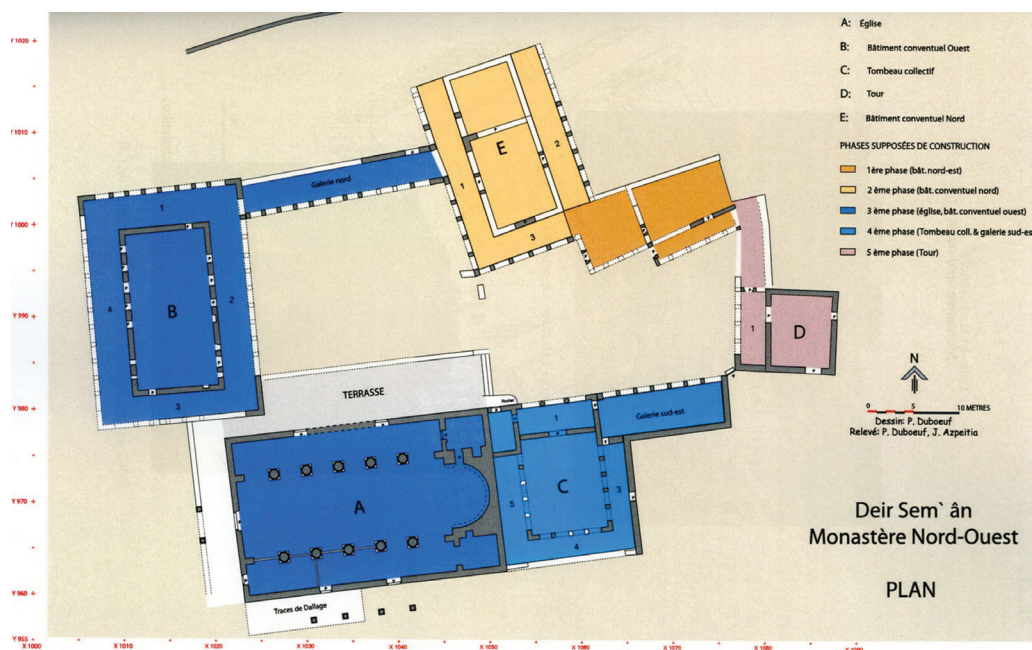 Y 1020
Y 1010
Y 1000
Y 990
Y 980
Y 970
Y 960
Y 955
X 1000
X 1010
X 1020
X 1030
X 1040
X 1050
X 1060
X 1070
X 1080
X 1090
A: Église
B: Bâtiment conventuel Ouest
C: Tombeau collectif
D: Tour
E: Bâtiment conventuel Nord
PHASES SUPPOSÉES DE CONSTRUCTION
1ère phase (bât. nord-est)
2 ème phase (bât. conventuel nord)
3 ème phase (église, bât. conventuel ouest)
4 ème phase (Tombeau coll. & galerie sud-es
5 ème phase (Tour)
Galerie nord
E
1
2
3
1
2
3
4
B
TERRASSE
Rocher
1
Galerie sud-est
A
C
5
3
4
1
D
Traces de Dallage
N
0 5 10 METRES
Dessin: P. Duboeuf
Relevé: P. Duboeuf, J. Azpeitia
Deir Sem` ân
Monastère Nord-Ouest
PLAN